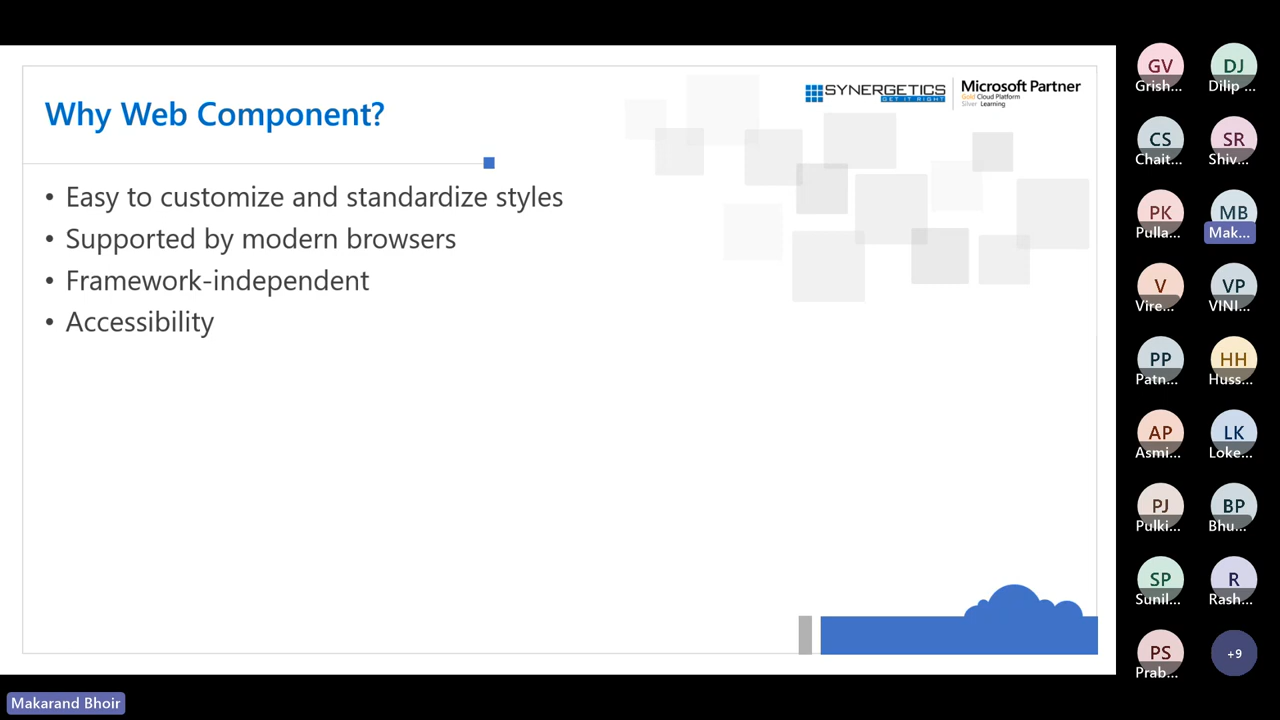 Why Web Component?
SYNERGETICS
GET IT RIGHT
Microsoft Partner
Gold Cloud Platform
Silver Learning
• Easy to customize and standardize styles
• Supported by modern browsers
• Framework-independent
• Accessibility
GV
Grish...
DJ
Dilip ...
CS
Chait...
SR
Shiv...
PK
Pulla...
MB
Mak...
V
Vire...
VP
VINI...
PP
Patn...
HH
Huss...
AP
Asmi...
LK
Loke...
PJ
Pulki...
BP
Bhu...
SP
Sunil...
R
Rash...
PS
Prab...
+9
Makarand Bhoir